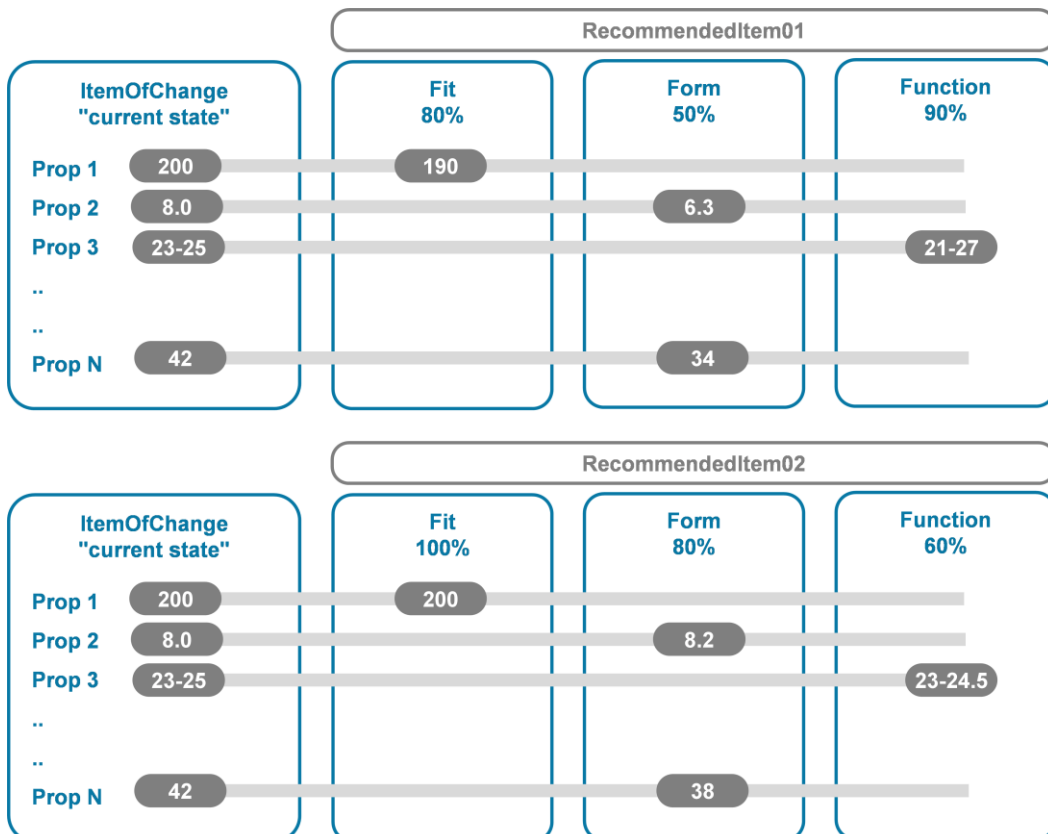 RecommendedItem01
ItemOfChange
"current state"
Fit
80%
Form
50%
Function
90%
Prop 1 200 190
Prop 2 8.0 6.3
Prop 3 23-25 21-27
..
..
Prop N 42 34
RecommendedItem02
ItemOfChange
"current state"
Fit
100%
Form
80%
Function
60%
Prop 1 200 200
Prop 2 8.0 8.2
Prop 3 23-25 23-24.5
..
..
Prop N 42 38